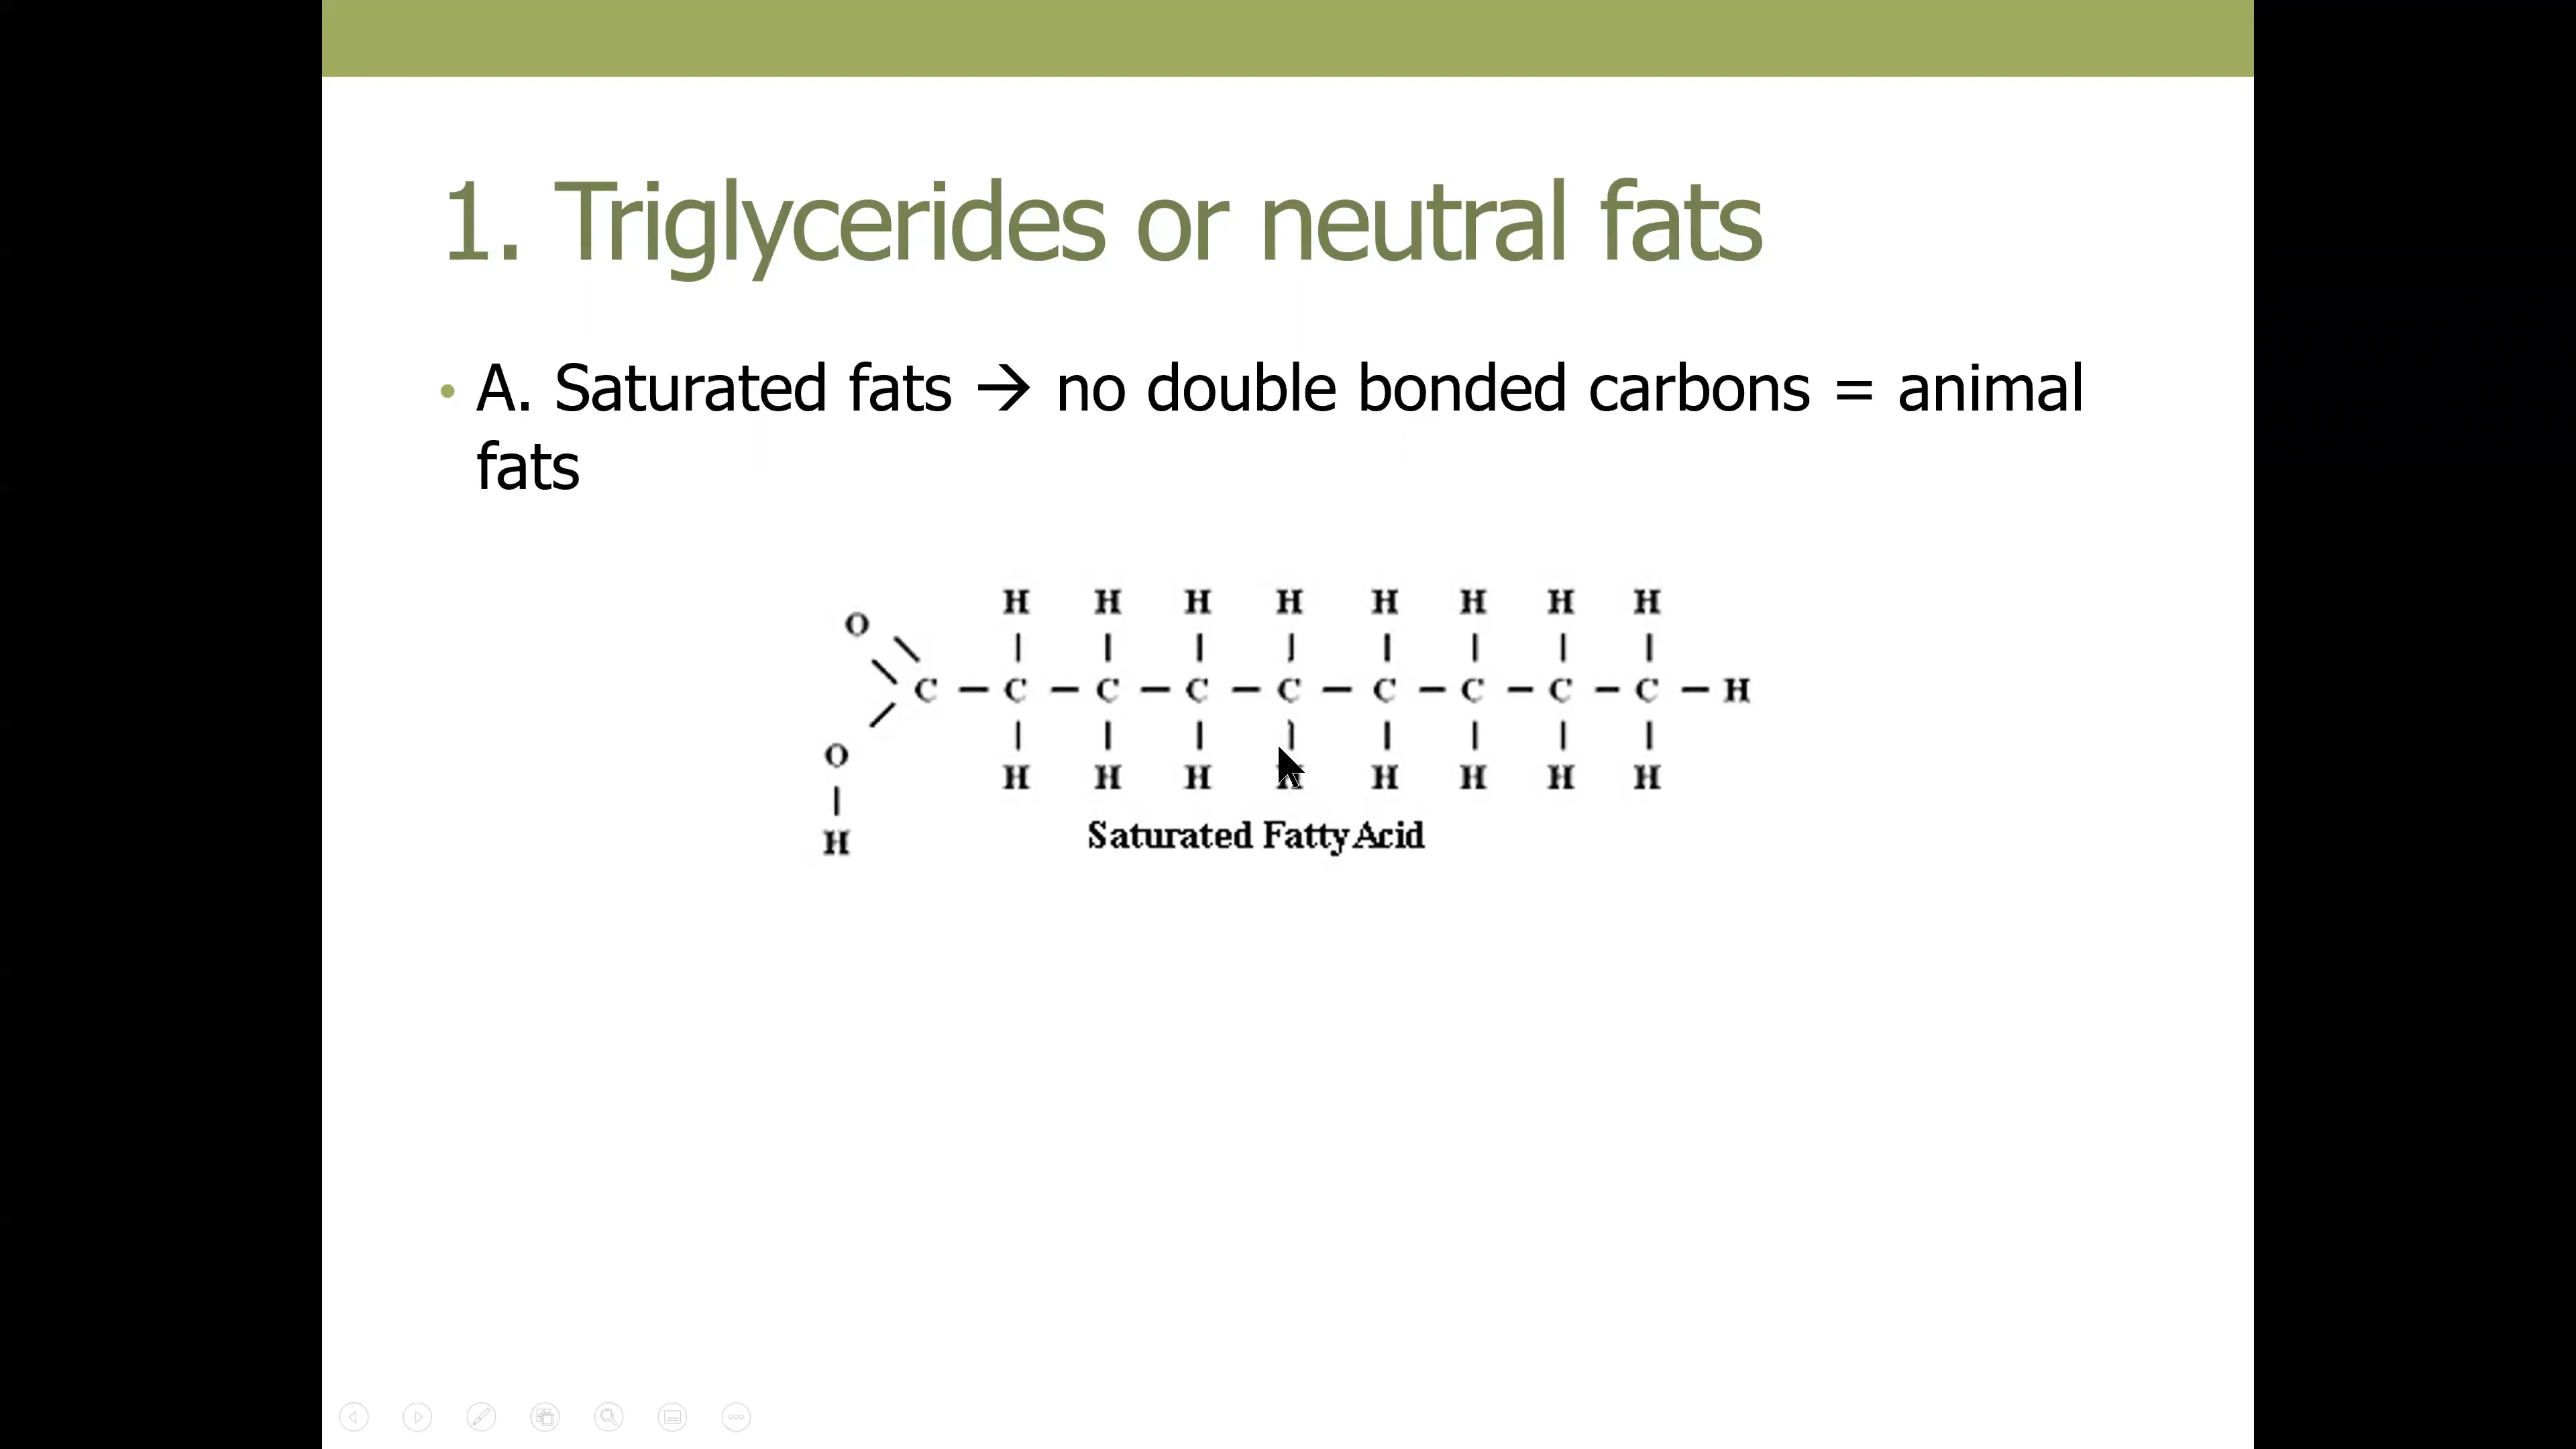 1. Triglycerides or neutral fats
• A. Saturated fats → no double bonded carbons = animal
fats
H H H H H H H H
O
C – C – C – C – C – C – C – C – C – H
O
H H H H H H H
Saturated Fatty Acid
H